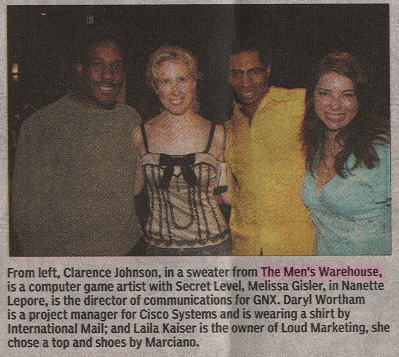 From left, Clarence Johnson, in a sweater from The Men's Warehouse,
is a computer game artist with Secret Level, Melissa Gisler, in Nanette
Lepore, is the director of communications for GNX. Daryl Wortham
is a project manager for Cisco Systems and is wearing a shirt by
International Mail; and Laila Kaiser is the owner of Loud Marketing, she
chose a top and shoes by Marciano.